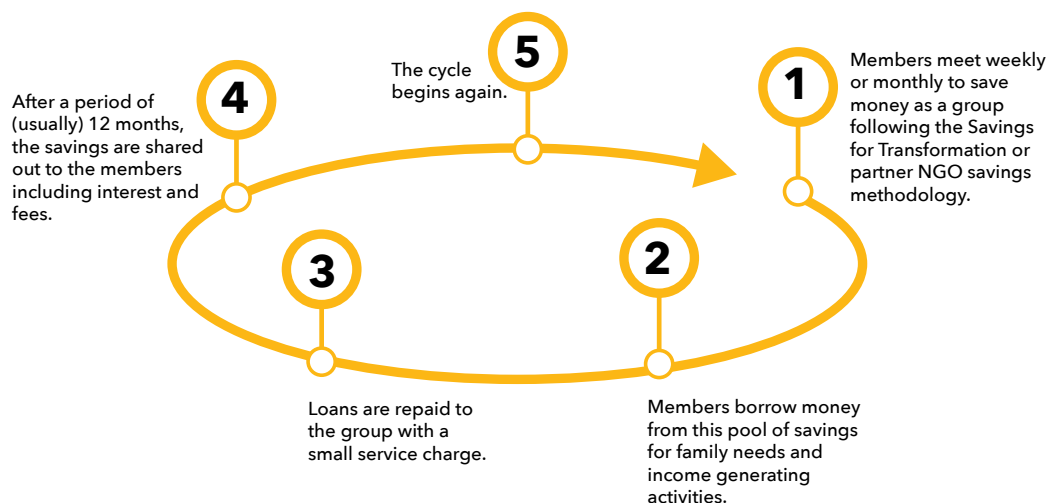 1
Members meet weekly
or monthly to save
money as a group
following the Savings
for Transformation or
partner NGO savings
methodology.
2
Members borrow money
from this pool of savings
for family needs and
income generating
activities.
3
Loans are repaid to
the group with a
small service charge.
4
After a period of
(usually) 12 months,
the savings are shared
out to the members
including interest and
fees.
5
The cycle
begins again.